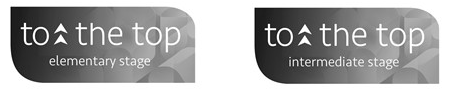 to the top
elementary stage
to the top
intermediate stage